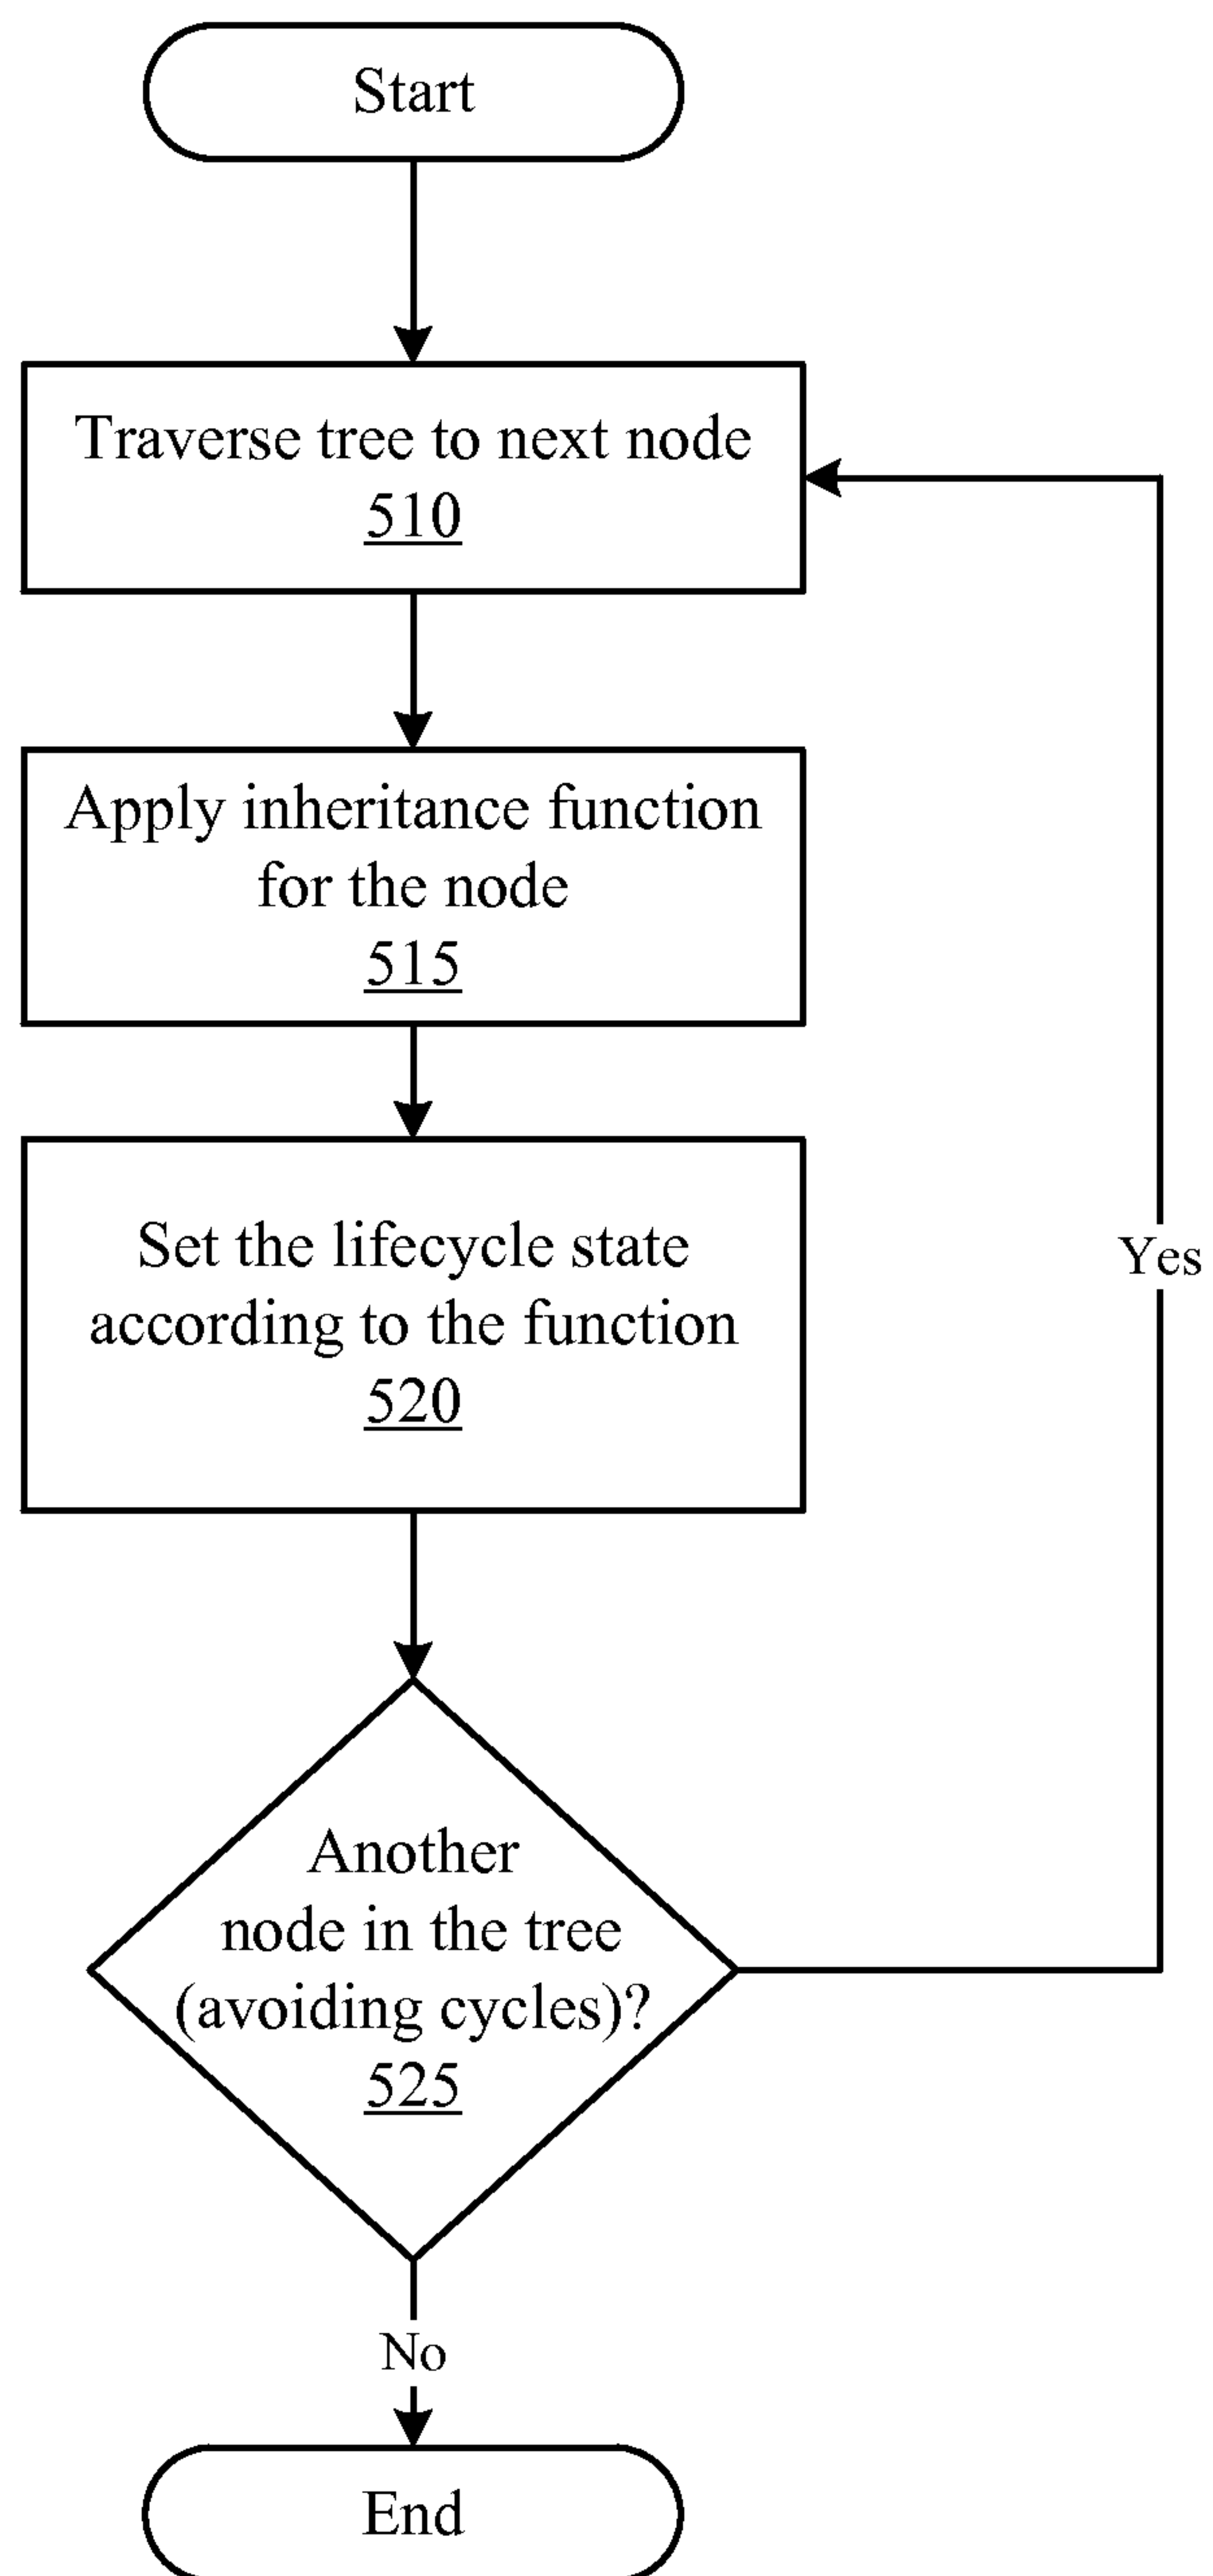 Start
Traverse tree to next node
510
Apply inheritance function
for the node
515
Set the lifecycle state
according to the function
520
Yes
Another
node in the tree
(avoiding cycles)?
525
No
End